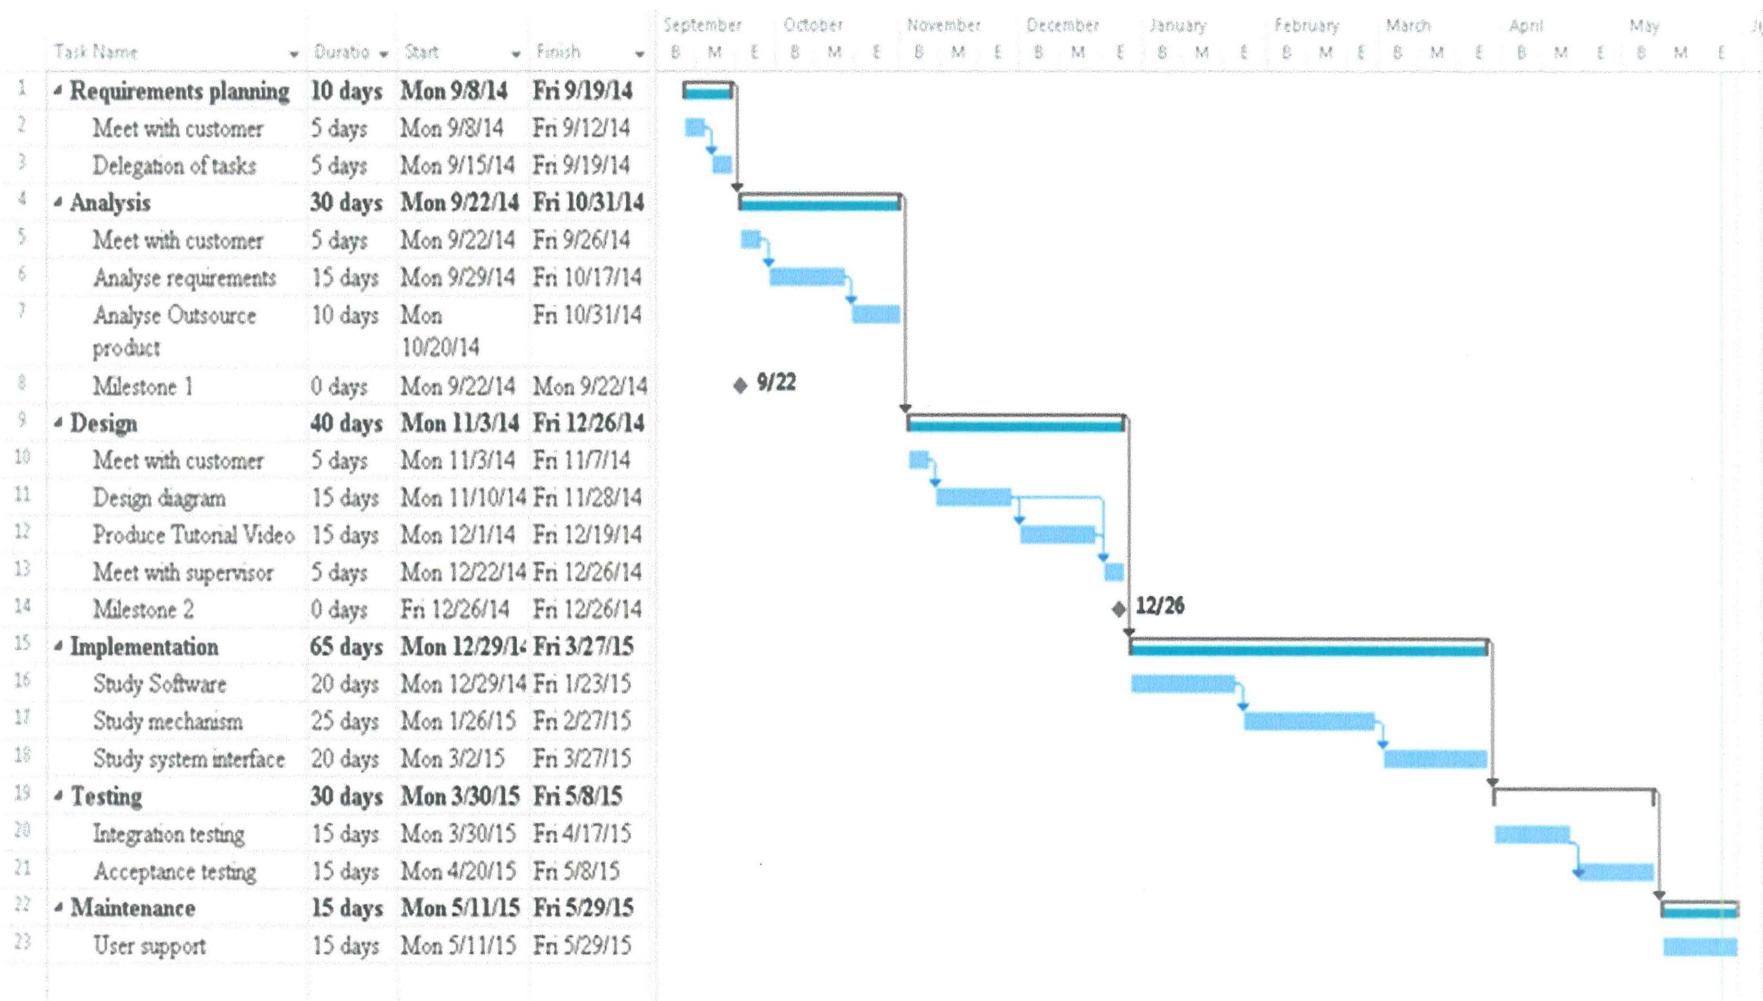 September October November December January February March April May
Task Name Duratio Start Finish B M E B M E B M E B M E B M E B M E B M E B M E B M E
1 Requirements planning 10 days Mon 9/8/14 Fri 9/19/14
2 Meet with customer 5 days Mon 9/8/14 Fri 9/12/14
3 Delegation of tasks 5 days Mon 9/15/14 Fri 9/19/14
4 Analysis 30 days Mon 9/22/14 Fri 10/31/14
5 Meet with customer 5 days Mon 9/22/14 Fri 9/26/14
6 Analyse requirements 15 days Mon 9/29/14 Fri 10/17/14
7 Analyse Outsource 10 days Mon Fri 10/31/14
product 10/20/14
8 Milestone 1 0 days Mon 9/22/14 Mon 9/22/14 9/22
9 Design 40 days Mon 11/3/14 Fri 12/26/14
10 Meet with customer 5 days Mon 11/3/14 Fri 11/7/14
11 Design diagram 15 days Mon 11/10/14 Fri 11/28/14
12 Produce Tutorial Video 15 days Mon 12/1/14 Fri 12/19/14
13 Meet with supervisor 5 days Mon 12/22/14 Fri 12/26/14
14 Milestone 2 0 days Fri 12/26/14 Fri 12/26/14 12/26
15 Implementation 65 days Mon 12/29/14 Fri 3/27/15
16 Study Software 20 days Mon 12/29/14 Fri 1/23/15
17 Study mechanism 25 days Mon 1/26/15 Fri 2/27/15
18 Study system interface 20 days Mon 3/2/15 Fri 3/27/15
19 Testing 30 days Mon 3/30/15 Fri 5/8/15
20 Integration testing 15 days Mon 3/30/15 Fri 4/17/15
21 Acceptance testing 15 days Mon 4/20/15 Fri 5/8/15
22 Maintenance 15 days Mon 5/11/15 Fri 5/29/15
23 User support 15 days Mon 5/11/15 Fri 5/29/15